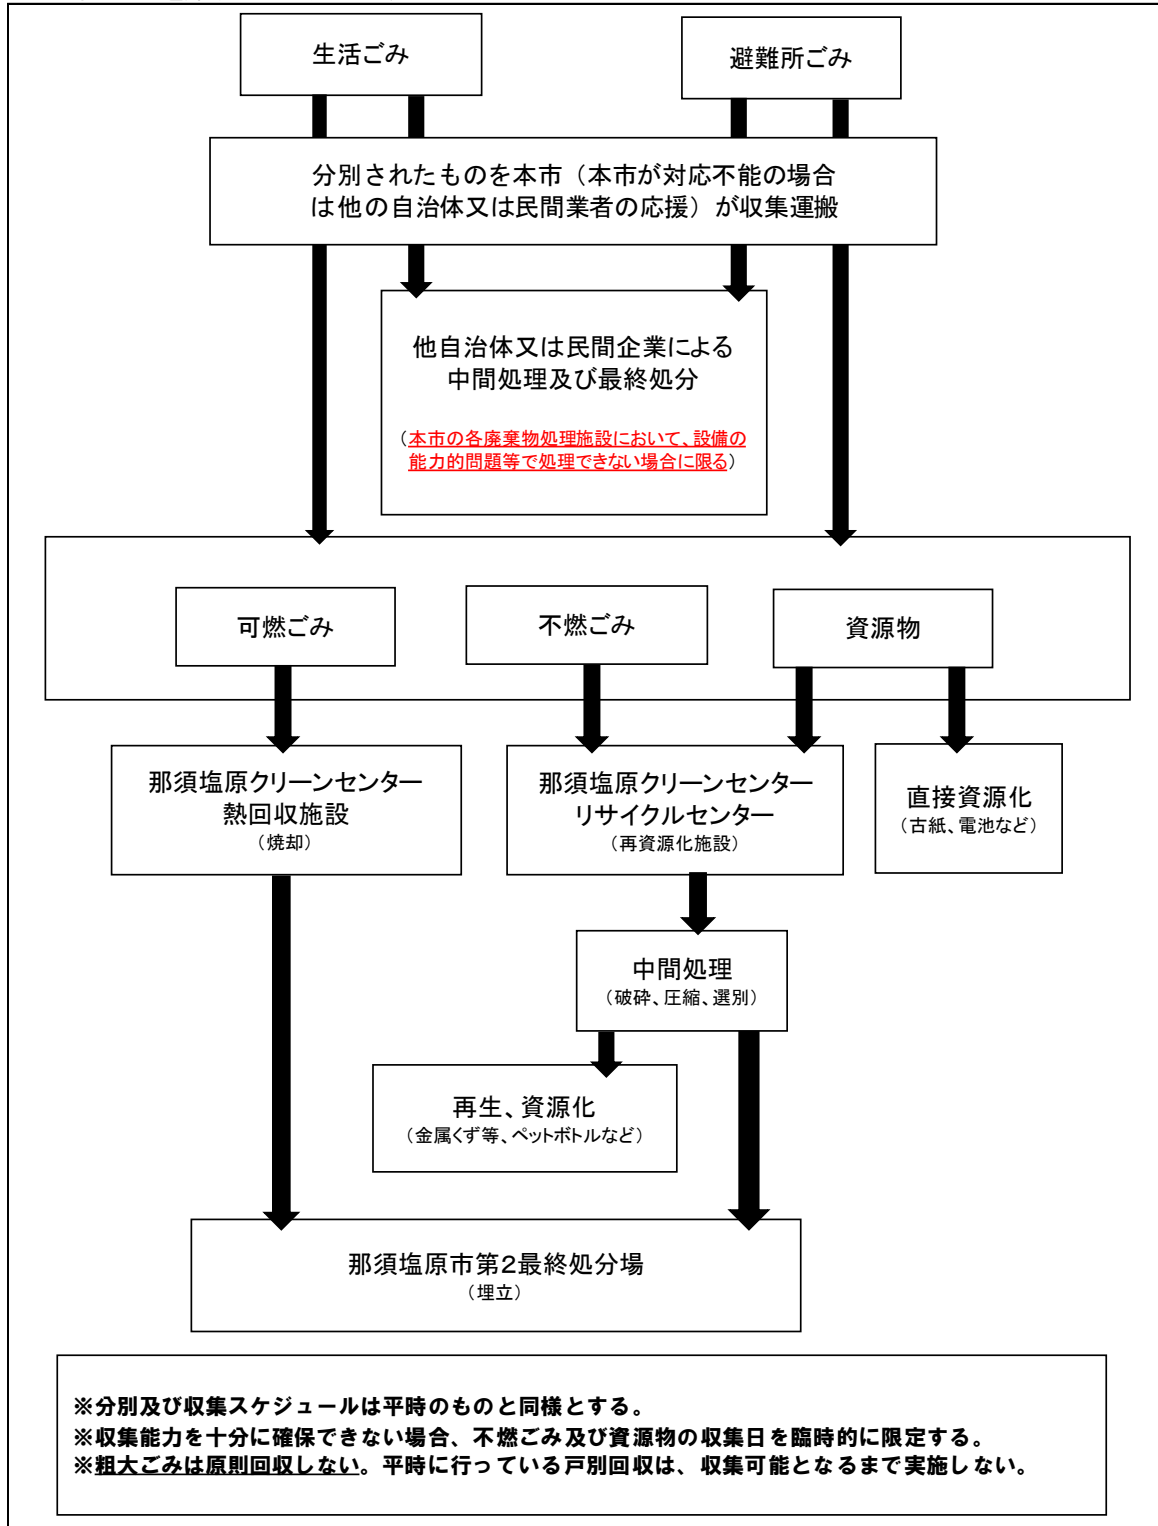 生活ごみ
避難所ごみ
分別されたものを本市（本市が対応不能の場合
は他の自治体又は民間業者の応援）が収集運搬
他自治体又は民間企業による
中間処理及び最終処分
（本市の各廃棄物処理施設において、設備の
能力的問題等で処理できない場合に限る）
可燃ごみ
不燃ごみ
資源物
那須塩原クリーンセンター
熱回収施設
（焼却）
那須塩原クリーンセンター
リサイクルセンター
（再資源化施設）
直接資源化
（古紙、電池など）
中間処理
（破砕、圧縮、選別）
再生、資源化
（金属くず等、ペットボトルなど）
那須塩原市第２最終処分場
（埋立）
※分別及び収集スケジュールは平時のものと同様とする。
※収集能力を十分に確保できない場合、不燃ごみ及び資源物の収集日を臨時的に限定する。
※粗大ごみは原則回収しない。平時に行っている戸別回収は、収集可能となるまで実施しない。